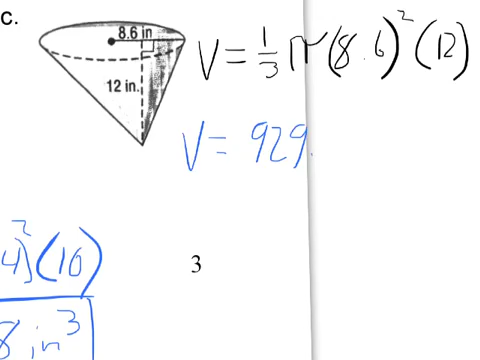 c.
8.6 in
V = 1/3 π (8.6)² (12)
12 in.
V = 929.
4)² (10)
3
8 in³